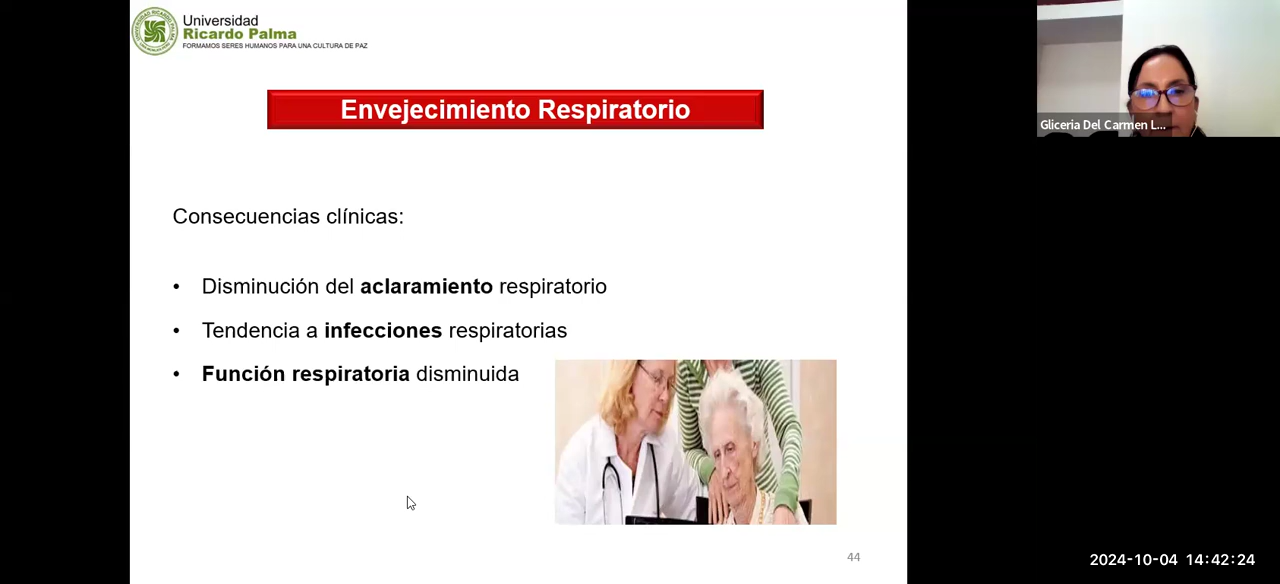 Universidad
Ricardo Palma
FORMAMOS SERES HUMANOS PARA UNA CULTURA DE PAZ
Envejecimiento Respiratorio
Gliceria Del Carmen L...
Consecuencias clínicas:
• Disminución del aclaramiento respiratorio
• Tendencia a infecciones respiratorias
• Función respiratoria disminuida
44
2024-10-04 14:42:24